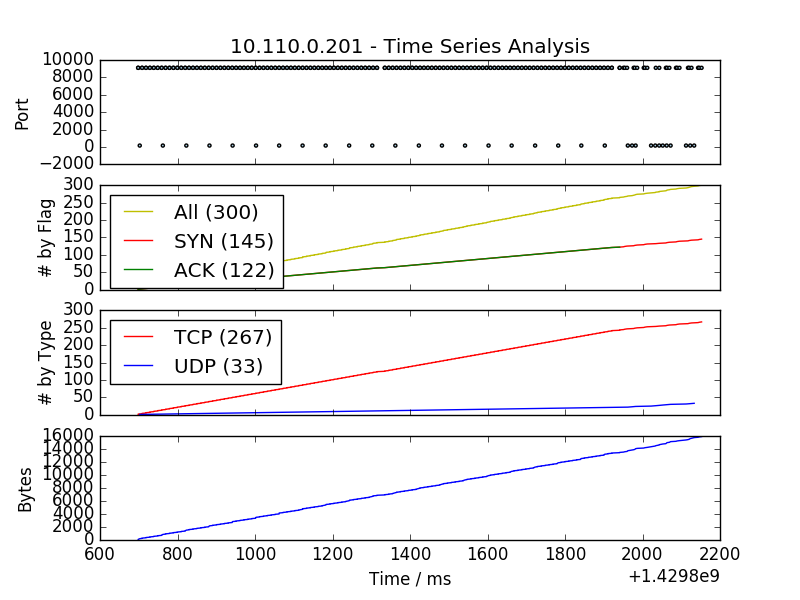 10.110.0.201 - Time Series Analysis
10000
8000
6000
4000
2000
0
−2000
Port
300
250
200
150
100
50
0
# by Flag
All (300)
SYN (145)
ACK (122)
300
250
200
150
100
50
0
# by Type
TCP (267)
UDP (33)
16000
14000
12000
10000
8000
6000
4000
2000
0
Bytes
600 800 1000 1200 1400 1600 1800 2000 2200
Time / ms
+1.4298e9